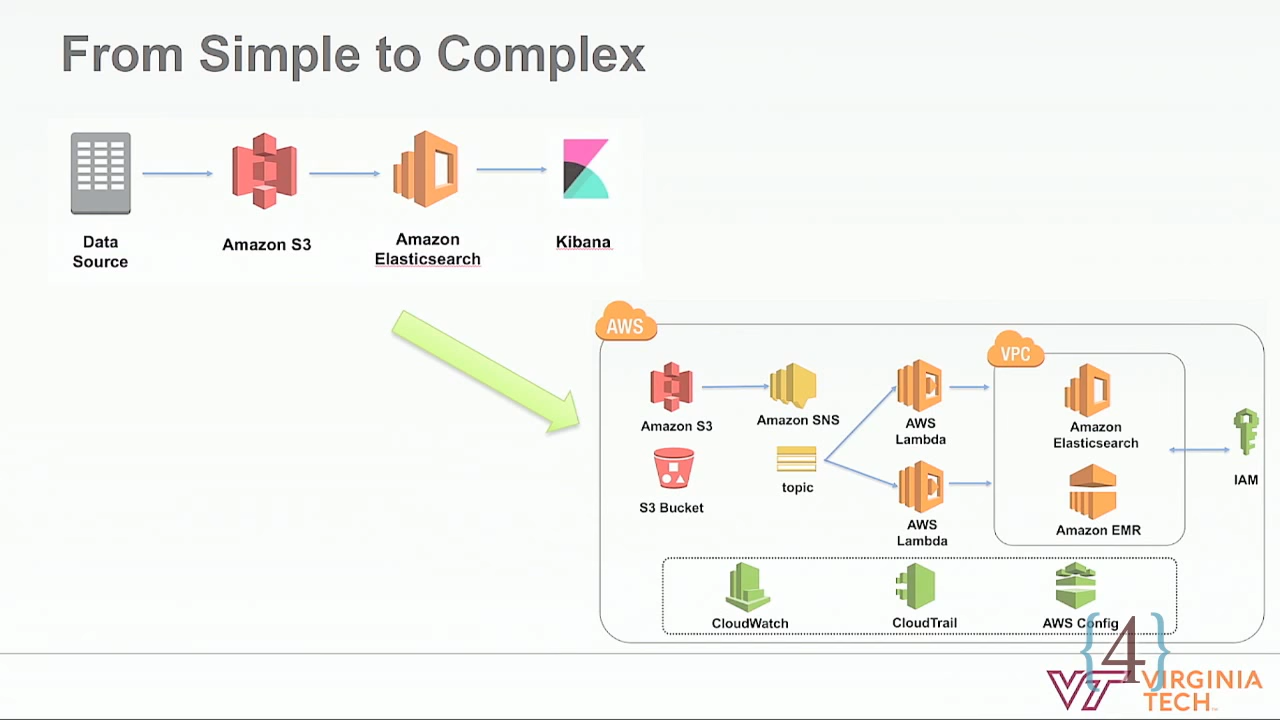 From Simple to Complex
Data
Source
Amazon S3
Amazon
Elasticsearch
Kibana
AWS
VPC
Amazon S3
Amazon SNS
AWS
Lambda
Amazon
Elasticsearch
S3 Bucket
topic
IAM
AWS
Lambda
Amazon EMR
CloudWatch
CloudTrail
AWS Config
{4}
VT
VIRGINIA
TECH